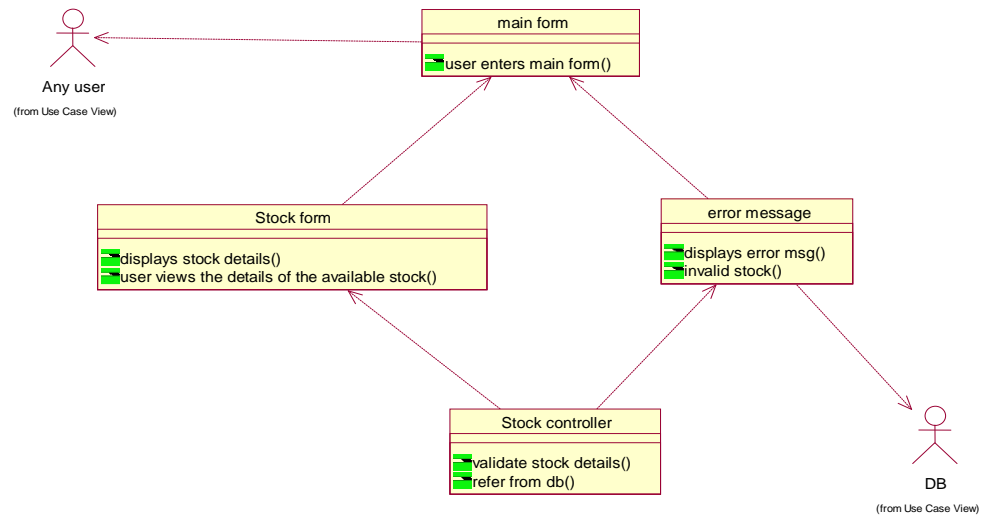 main form
user enters main form()
Any user
(from Use Case View)
Stock form
displays stock details()
user views the details of the available stock()
error message
displays error msg()
invalid stock()
Stock controller
validate stock details()
refer from db()
DB
(from Use Case View)